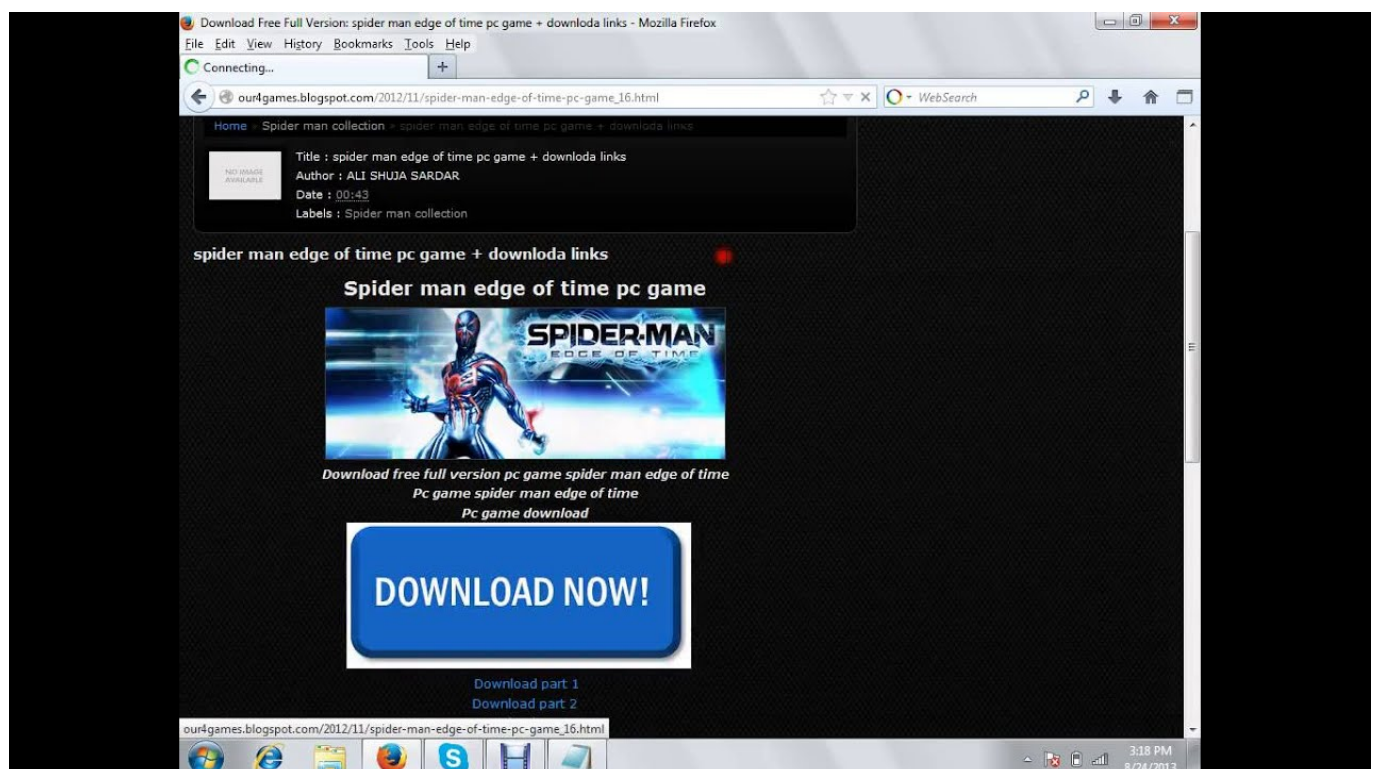 Download Free Full Version: spider man edge of time pc game + downloda links - Mozilla Firefox
File Edit View History Bookmarks Tools Help
Connecting...
our4games.blogspot.com/2012/11/spider-man-edge-of-time-pc-game_16.html
WebSearch
Home » Spider man collection » spider man edge of time pc game + downloda links
NO IMAGE
AVAILABLE
Title : spider man edge of time pc game + downloda links
Author : ALI SHUJA SARDAR
Date : 00:43
Labels : Spider man collection
spider man edge of time pc game + downloda links
Spider man edge of time pc game
SPIDER-MAN
EDGE OF TIME
Download free full version pc game spider man edge of time
Pc game spider man edge of time
Pc game download
DOWNLOAD NOW!
Download part 1
Download part 2
our4games.blogspot.com/2012/11/spider-man-edge-of-time-pc-game_16.html
3:18 PM
8/24/2013